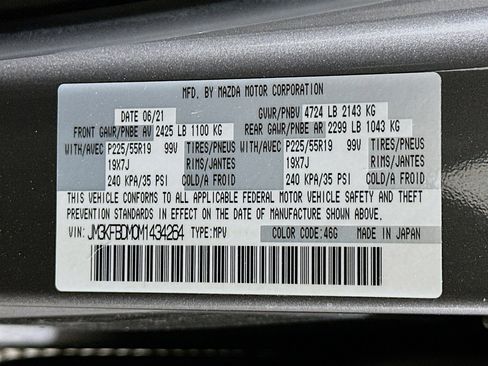 MFD. BY MAZDA MOTOR CORPORATION
DATE 06/21 GVWR/PNBV 4724 LB 2143 KG
FRONT GAWR/PNBE AV 2425 LB 1100 KG REAR GAWR/PNBE AR 2299 LB 1043 KG
WITH/AVEC P225/55R19 99V TIRES/PNEUS WITH/AVEC P225/55R19 99V TIRES/PNEUS
19X7J RIMS/JANTES 19X7J RIMS/JANTES
240 KPA/35 PSI COLD/A FROID 240 KPA/35 PSI COLD/A FROID
THIS VEHICLE CONFORMS TO ALL APPLICABLE FEDERAL MOTOR VEHICLE SAFETY AND THEFT
PREVENTION STANDARDS IN EFFECT ON THE DATE OF MANUFACTURE SHOWN ABOVE.
VIN: JM3KFBDM0M1434264 TYPE: MPV COLOR CODE: 46G MADE IN JAPAN